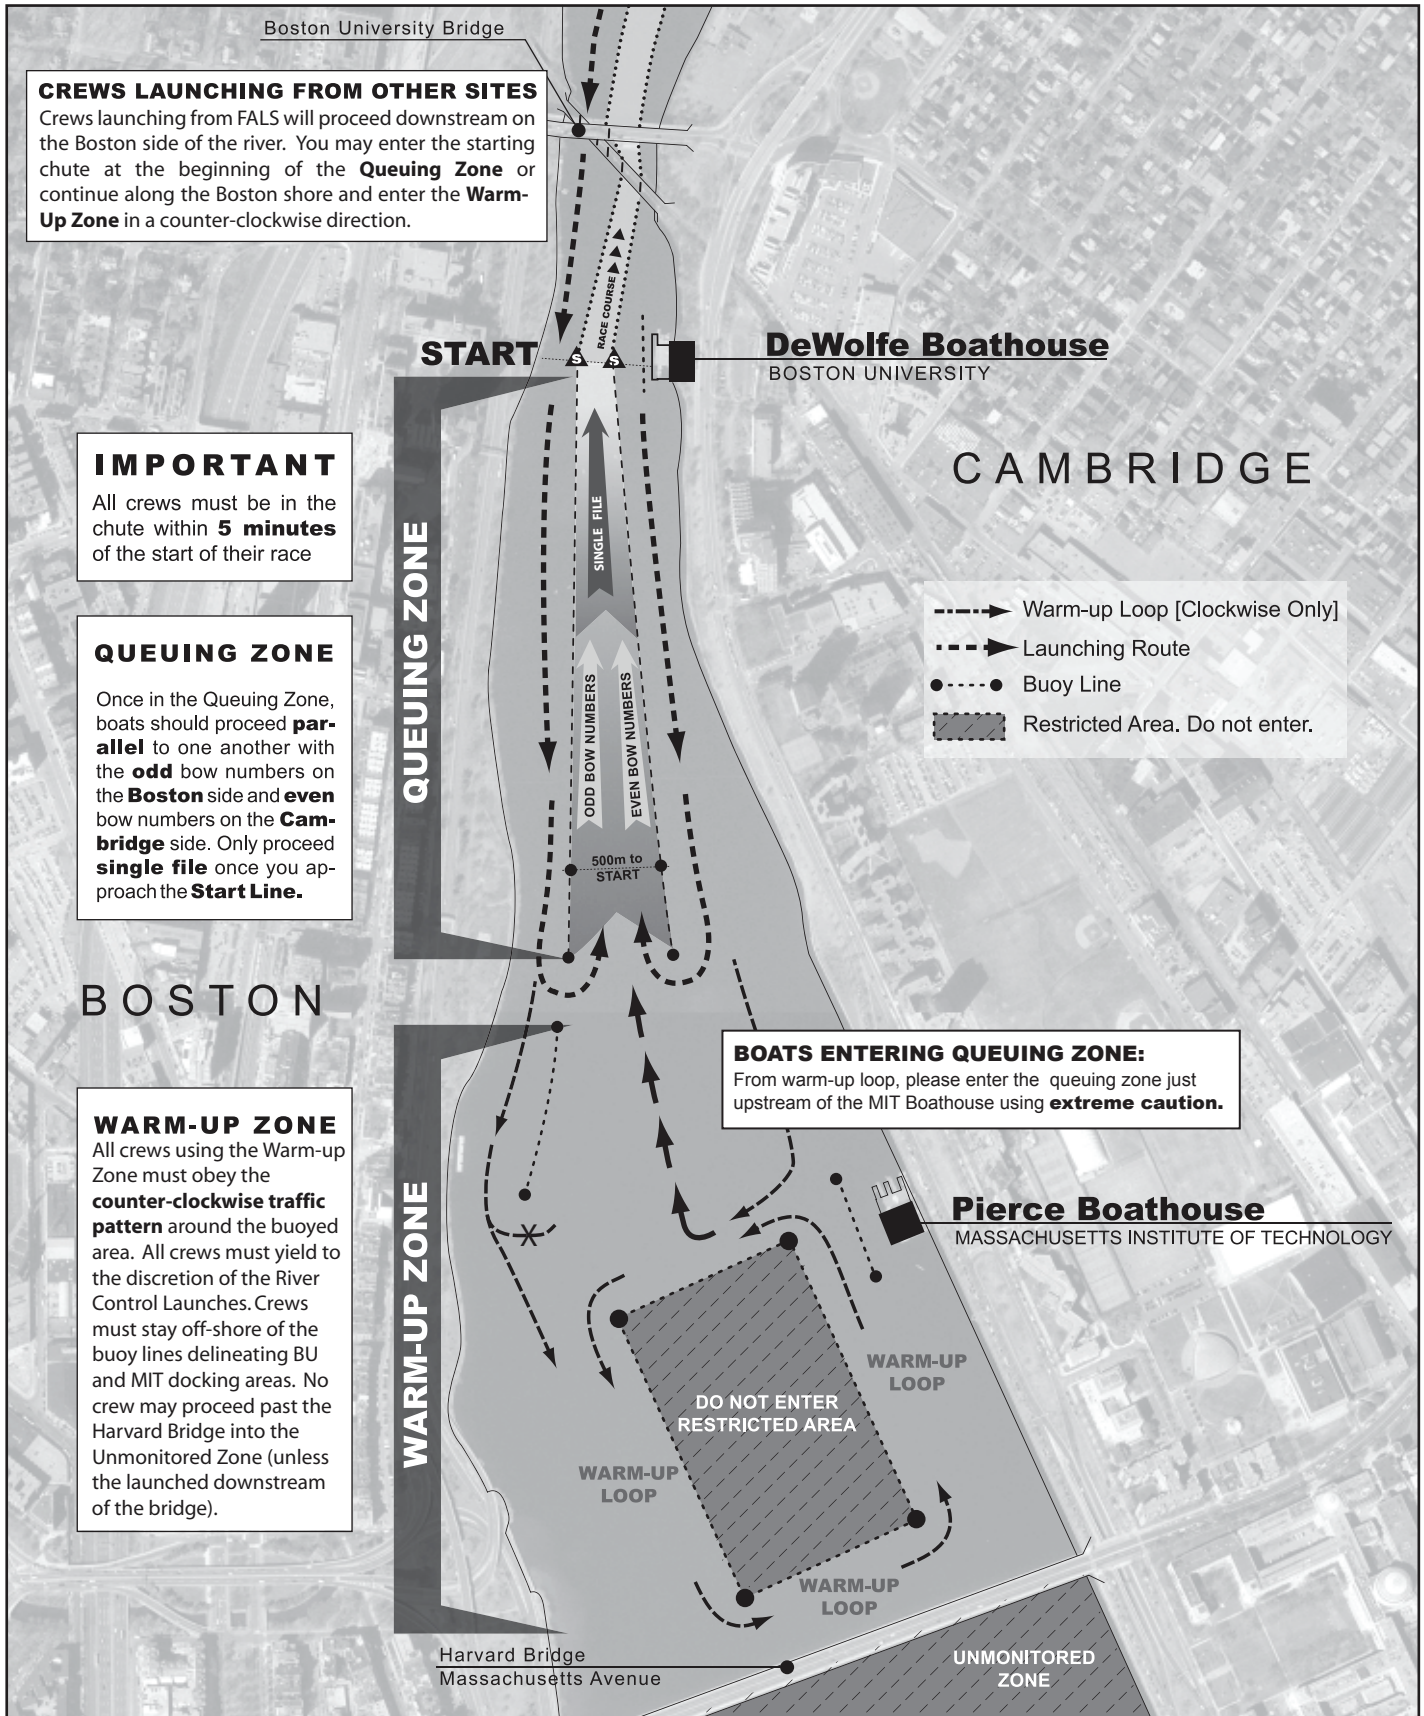 Boston University Bridge
CREWS LAUNCHING FROM OTHER SITES
Crews launching from FALS will proceed downstream on
the Boston side of the river. You may enter the starting
chute at the beginning of the Queuing Zone or
continue along the Boston shore and enter the Warm-
Up Zone in a counter-clockwise direction.
RACE COURSE
START
S
S
DeWolfe Boathouse
BOSTON UNIVERSITY
IMPORTANT
All crews must be in the
chute within 5 minutes
of the start of their race
CAMBRIDGE
QUEUING ZONE
SINGLE FILE
Warm-up Loop [Clockwise Only]
Launching Route
Buoy Line
Restricted Area. Do not enter.
QUEUING ZONE
Once in the Queuing Zone,
boats should proceed par-
allel to one another with
the odd bow numbers on
the Boston side and even
bow numbers on the Cam-
bridge side. Only proceed
single file once you ap-
proach the Start Line.
ODD BOW NUMBERS
EVEN BOW NUMBERS
500m to
START
BOSTON
BOATS ENTERING QUEUING ZONE:
From warm-up loop, please enter the queuing zone just
upstream of the MIT Boathouse using extreme caution.
WARM-UP ZONE
All crews using the Warm-up
Zone must obey the
counter-clockwise traffic
pattern around the buoyed
area. All crews must yield to
the discretion of the River
Control Launches. Crews
must stay off-shore of the
buoy lines delineating BU
and MIT docking areas. No
crew may proceed past the
Harvard Bridge into the
Unmonitored Zone (unless
the launched downstream
of the bridge).
WARM-UP ZONE
Pierce Boathouse
MASSACHUSETTS INSTITUTE OF TECHNOLOGY
WARM-UP
LOOP
DO NOT ENTER
RESTRICTED AREA
WARM-UP
LOOP
WARM-UP
LOOP
Harvard Bridge
Massachusetts Avenue
UNMONITORED
ZONE